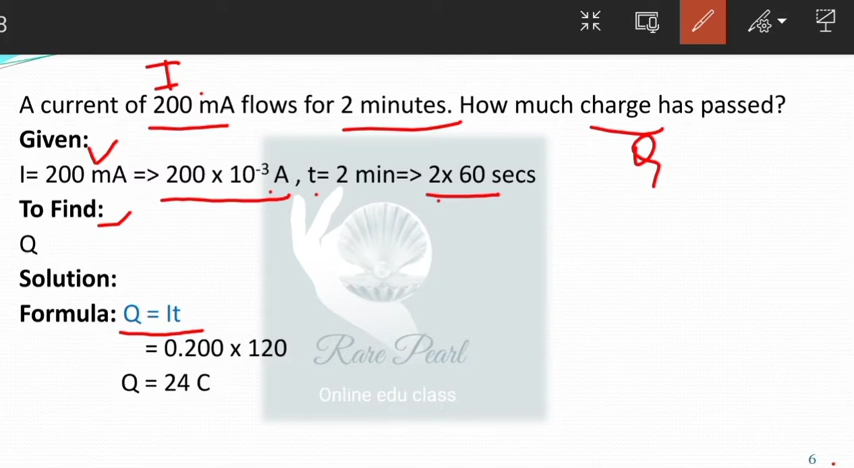 3
I
A current of 200 mA flows for 2 minutes. How much charge has passed?
Q
Given:
I= 200 mA => 200 x 10⁻³ A , t= 2 min=> 2x 60 secs
To Find:
Q
Solution:
Formula: Q = It
= 0.200 x 120
Q = 24 C
Rare Pearl
Online edu class
6